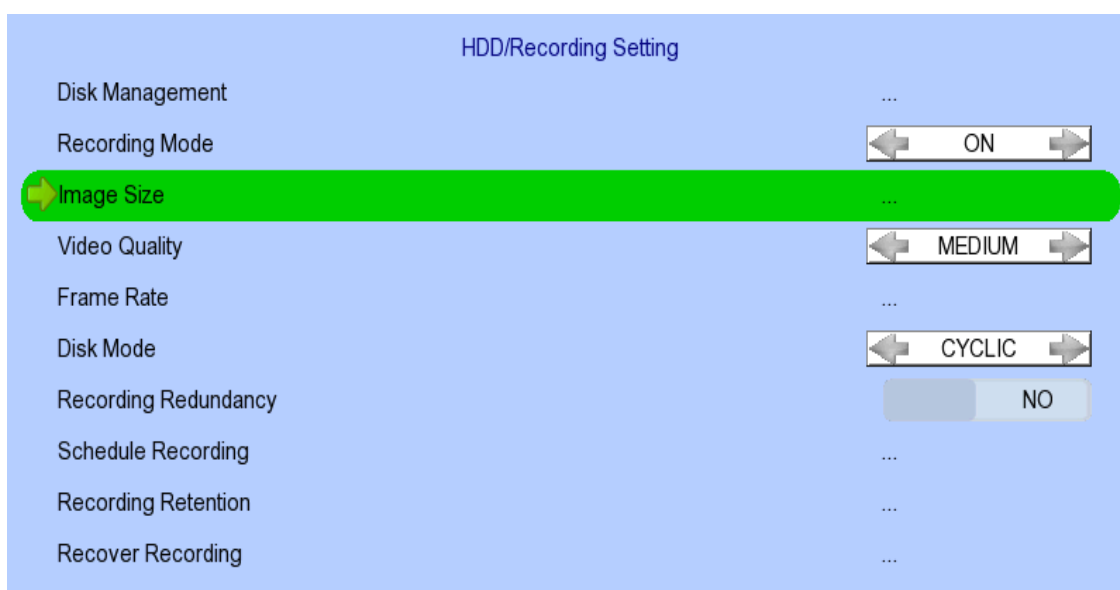 HDD/Recording Setting
Disk Management ...
Recording Mode ON
Image Size ...
Video Quality MEDIUM
Frame Rate ...
Disk Mode CYCLIC
Recording Redundancy NO
Schedule Recording ...
Recording Retention ...
Recover Recording ...